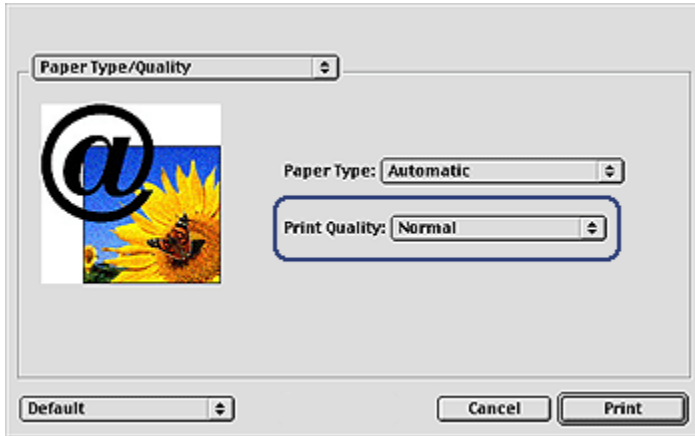 Paper Type/Quality
@
Paper Type: Automatic
Print Quality: Normal
Default
Cancel
Print